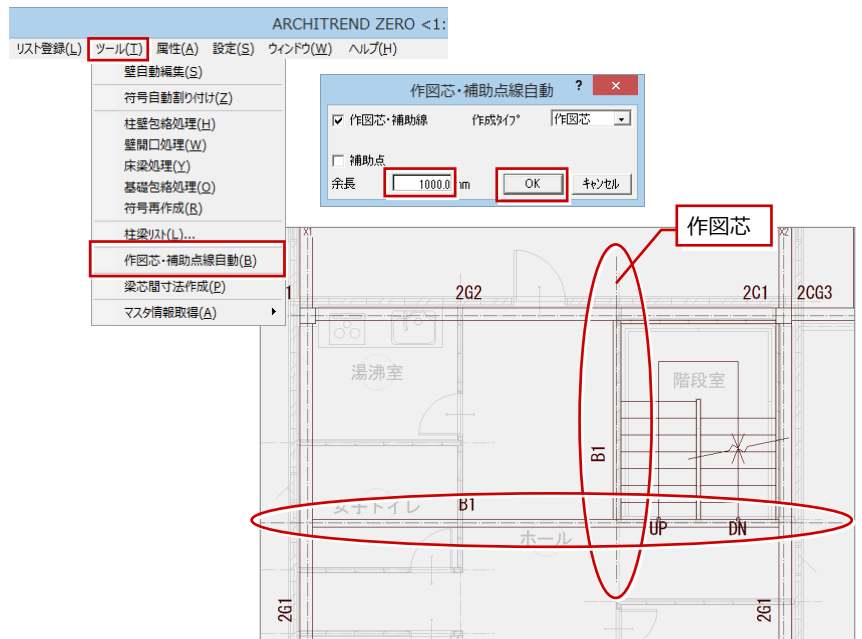 ARCHITREND ZERO <1:
リスト登録(L) ツール(T) 属性(A) 設定(S) ウィンドウ(W) ヘルプ(H)
壁自動編集(S)
符号自動割り付け(Z)
柱壁包絡処理(H)
壁開口処理(W)
床梁処理(Y)
基礎包絡処理(O)
符号再作成(R)
柱梁リスト(L)...
作図芯・補助点線自動(B)
梁芯間寸法作成(P)
マスタ情報取得(A)
作図芯・補助点線自動 ? ×
作図芯・補助線 作成タイプ 作図芯
補助点
余長 1000.0 mm OK キャンセル
作図芯
X1 X2
1 2G2 2C1 2CG3
湯沸室
階段室
B1
女子トイレ B1
UP DN
ホール
2G1 2G1